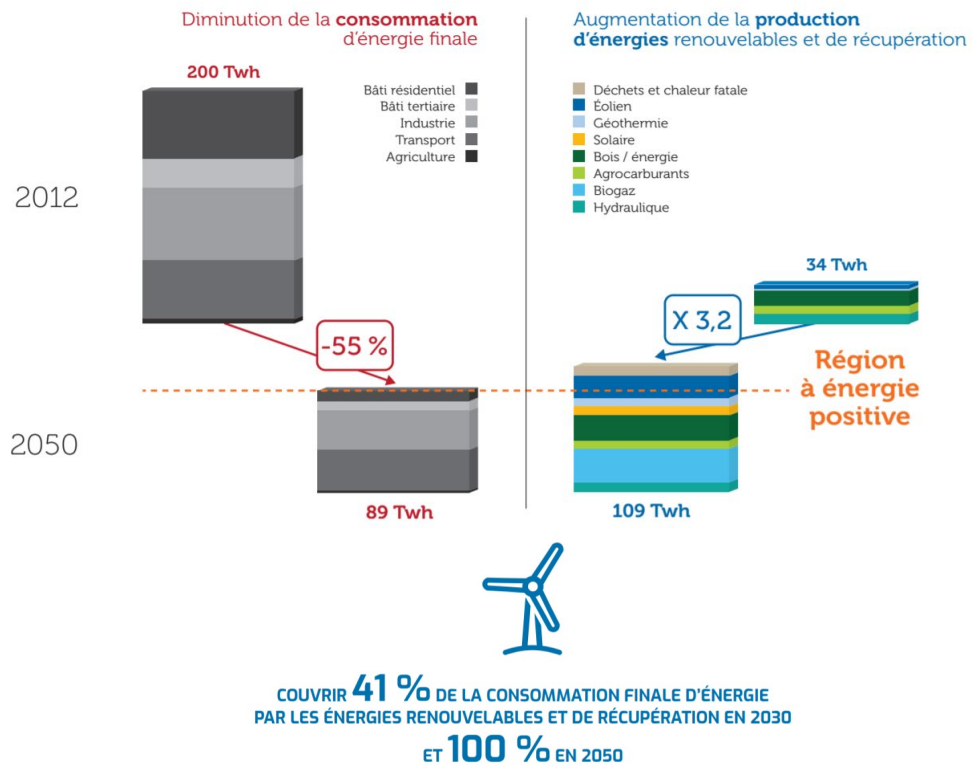 Diminution de la consommation
d'énergie finale
Augmentation de la production
d'énergies renouvelables et de récupération
200 Twh
Bâti résidentiel
Bâti tertiaire
Industrie
Transport
Agriculture
Déchets et chaleur fatale
Éolien
Géothermie
Solaire
Bois / énergie
Agrocarburants
Biogaz
Hydraulique
2012
34 Twh
X 3,2
-55 %
Région
à énergie
positive
2050
89 Twh
109 Twh
COUVRIR 41 % DE LA CONSOMMATION FINALE D'ÉNERGIE
PAR LES ÉNERGIES RENOUVELABLES ET DE RÉCUPÉRATION EN 2030
ET 100 % EN 2050